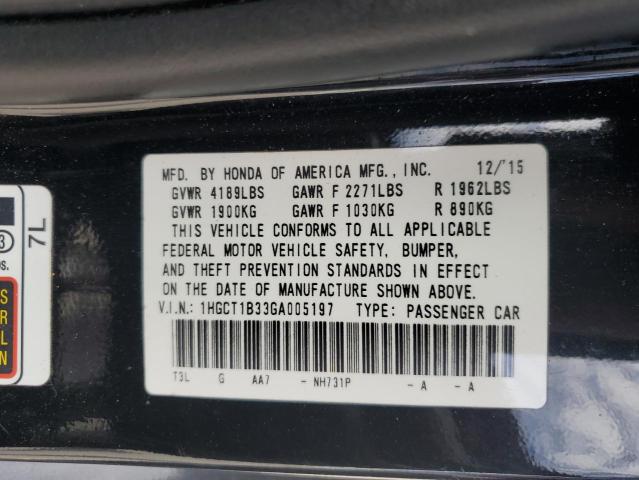 MFD. BY HONDA OF AMERICA MFG., INC. 12/'15
GVWR 4189LBS GAWR F 2271LBS R 1962LBS
GVWR 1900KG GAWR F 1030KG R 890KG
THIS VEHICLE CONFORMS TO ALL APPLICABLE
FEDERAL MOTOR VEHICLE SAFETY, BUMPER,
AND THEFT PREVENTION STANDARDS IN EFFECT
ON THE DATE OF MANUFACTURE SHOWN ABOVE.
V.I.N.: 1HGCT1B33GA005197 TYPE: PASSENGER CAR
T3L G AA7 - NH731P - A - A
7L